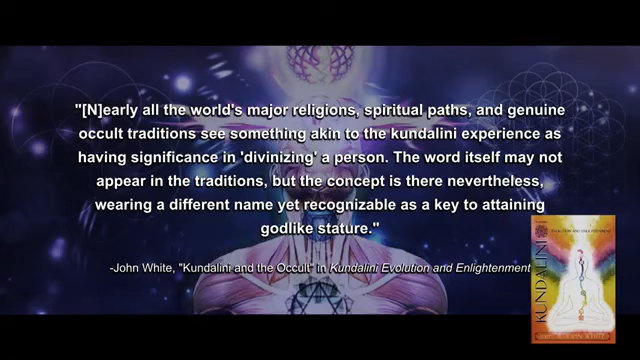 "[N]early all the world's major religions, spiritual paths, and genuine
occult traditions see something akin to the kundalini experience as
having significance in 'divinizing' a person. The word itself may not
appear in the traditions, but the concept is there nevertheless,
wearing a different name yet recognizable as a key to attaining
godlike stature."
-John White, "Kundalini and the Occult" in Kundalini Evolution and Enlightenment
KUNDALINI